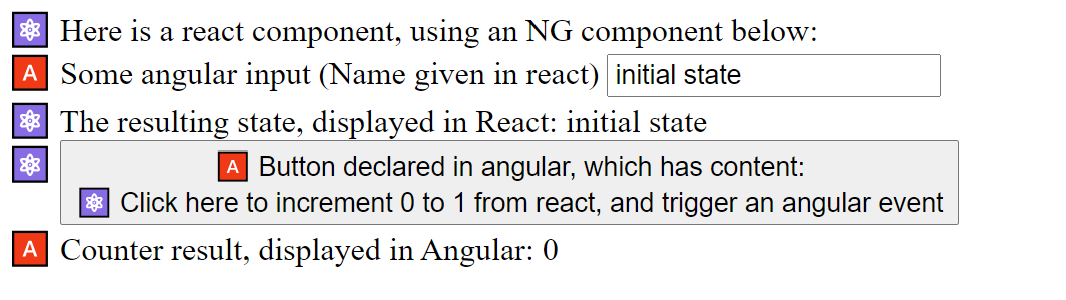 Here is a react component, using an NG component below:
A Some angular input (Name given in react) initial state
The resulting state, displayed in React: initial state
A Button declared in angular, which has content:
Click here to increment 0 to 1 from react, and trigger an angular event
A Counter result, displayed in Angular: 0